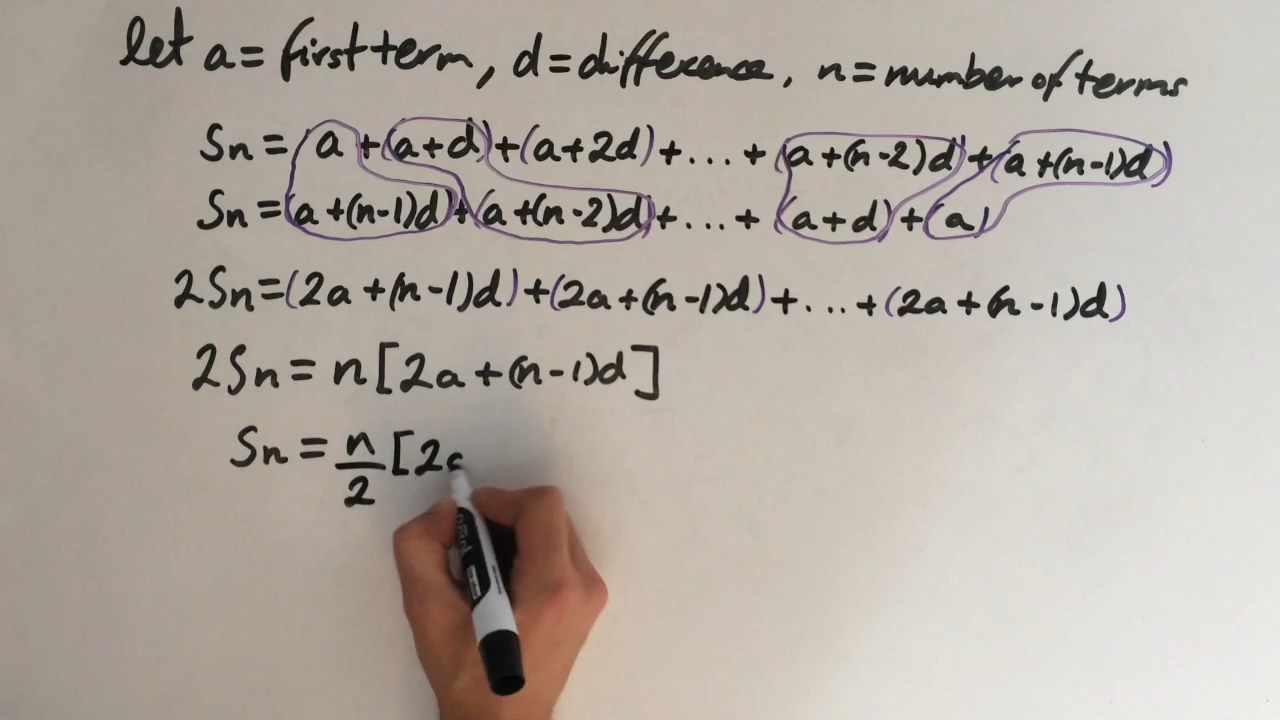 let a = first term, d = difference, n = number of terms
Sn = a + (a+d) + (a+2d) + ... + (a+(n-2)d) + (a+(n-1)d)
Sn = (a+(n-1)d) + (a+(n-2)d) + ... + (a+d) + (a)
2Sn = (2a+(n-1)d) + (2a+(n-1)d) + ... + (2a+(n-1)d)
2Sn = n[2a+(n-1)d]
Sn = n/2 [2a